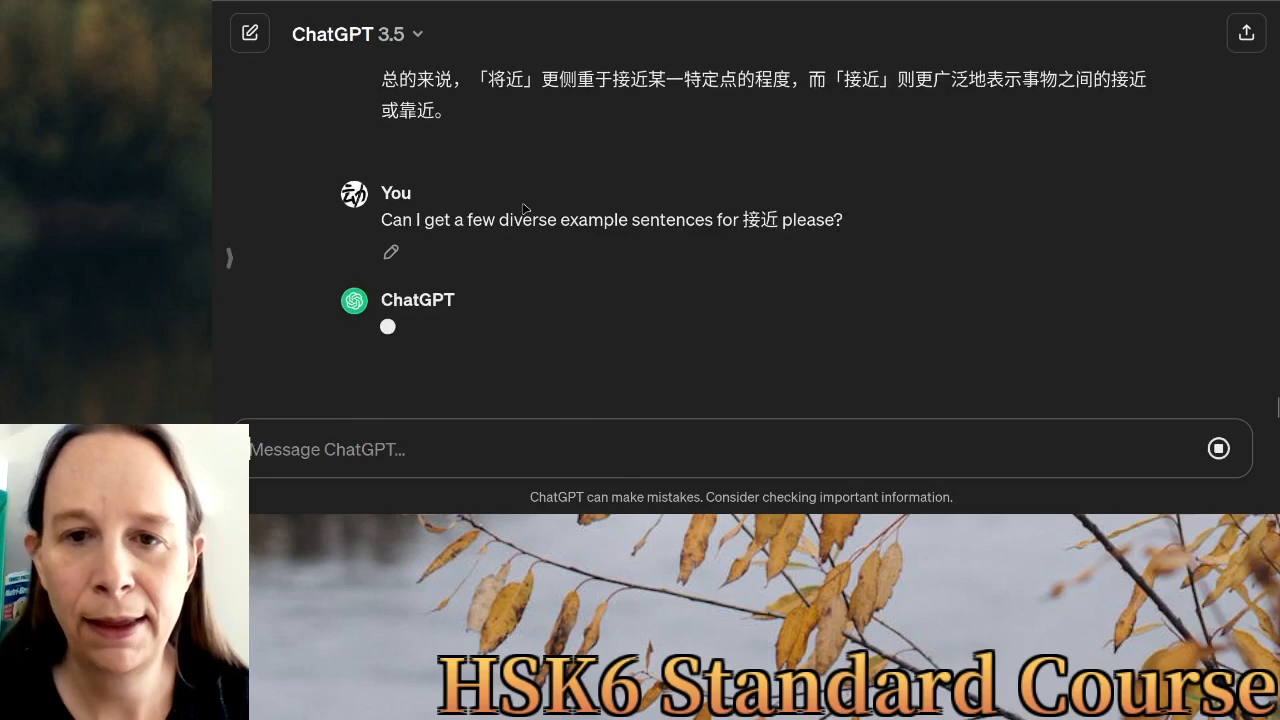 ChatGPT 3.5
总的来说，「将近」更侧重于接近某一特定点的程度，而「接近」则更广泛地表示事物之间的接近
或靠近。
You
Can I get a few diverse example sentences for 接近 please?
ChatGPT
Message ChatGPT...
ChatGPT can make mistakes. Consider checking important information.
HSK6 Standard Course